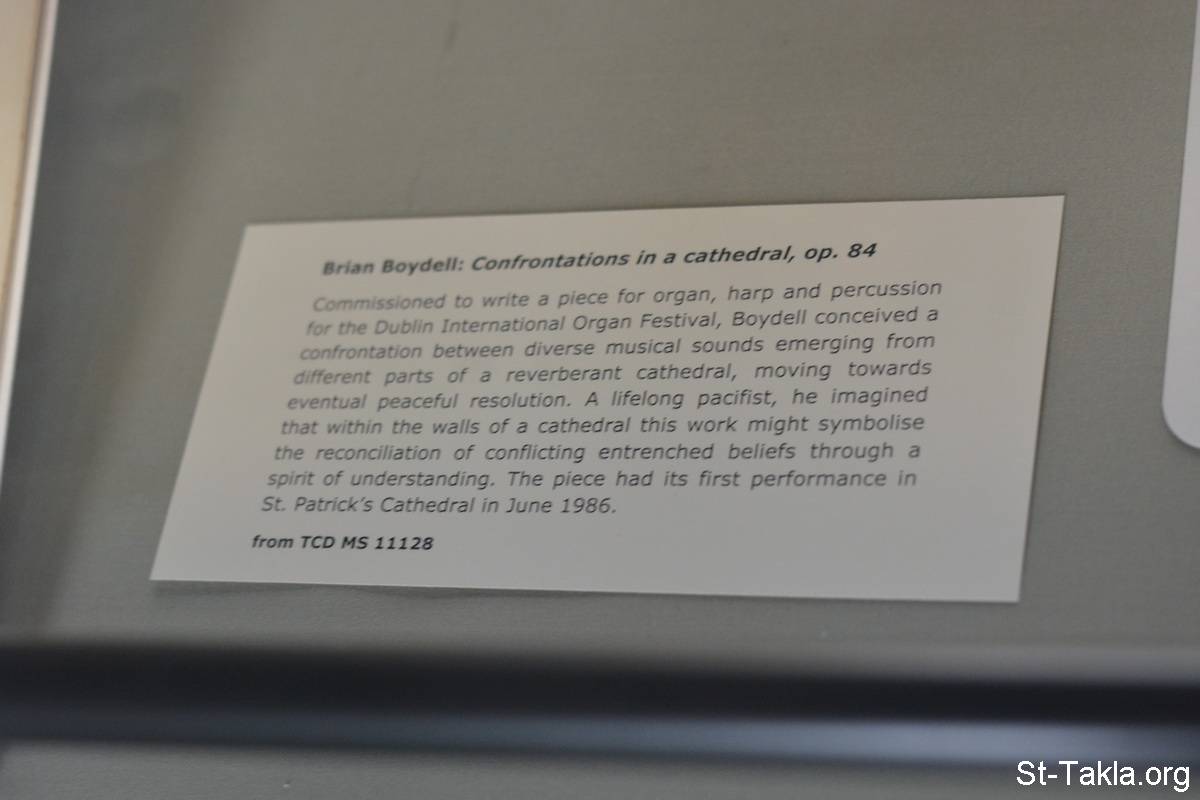 Brian Boydell: Confrontations in a cathedral, op. 84
Commissioned to write a piece for organ, harp and percussion
for the Dublin International Organ Festival, Boydell conceived a
confrontation between diverse musical sounds emerging from
different parts of a reverberant cathedral, moving towards
eventual peaceful resolution. A lifelong pacifist, he imagined
that within the walls of a cathedral this work might symbolise
the reconciliation of conflicting entrenched beliefs through a
spirit of understanding. The piece had its first performance in
St. Patrick's Cathedral in June 1986.
from TCD MS 11128
St-Takla.org